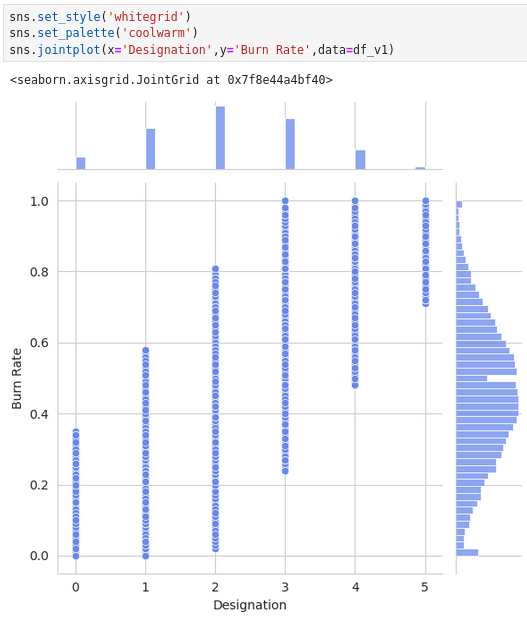 sns.set_style('whitegrid')
sns.set_palette('coolwarm')
sns.jointplot(x='Designation',y='Burn Rate',data=df_v1)
<seaborn.axisgrid.JointGrid at 0x7f8e44a4bf40>
1.0
0.8
0.6
0.4
0.2
0.0
Burn Rate
0 1 2 3 4 5
Designation